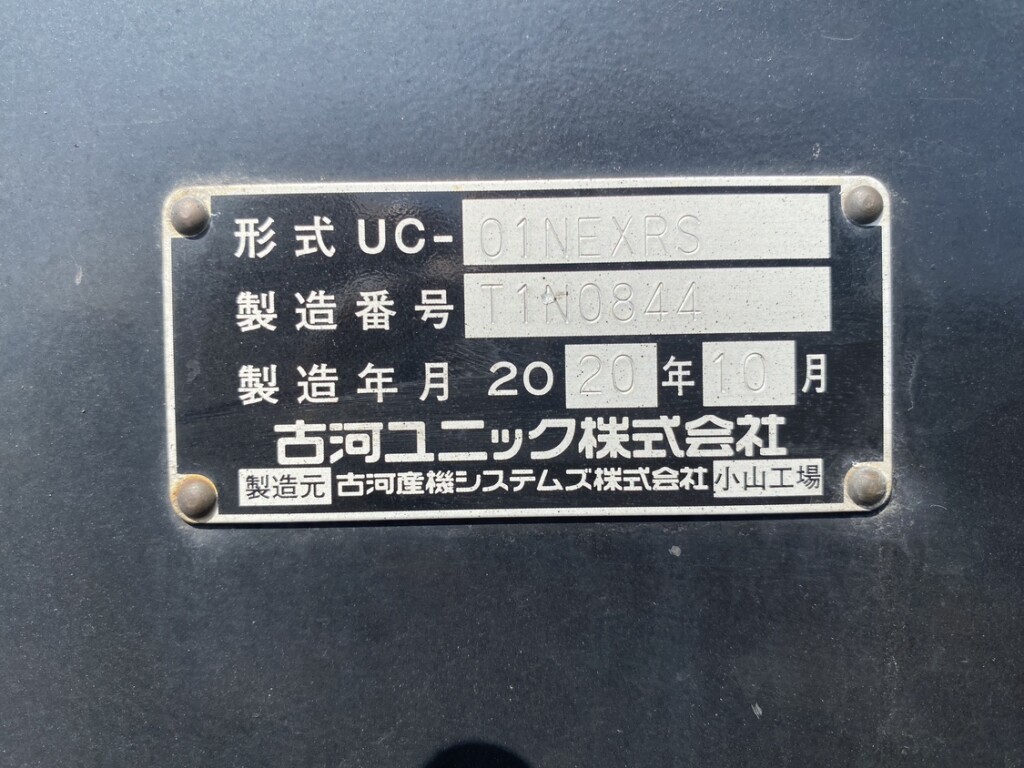 形式 UC-01NEXRS
製造番号 T1N0844
製造年月 2020年10月
古河ユニック株式会社
製造元 古河産機システムズ株式会社 小山工場